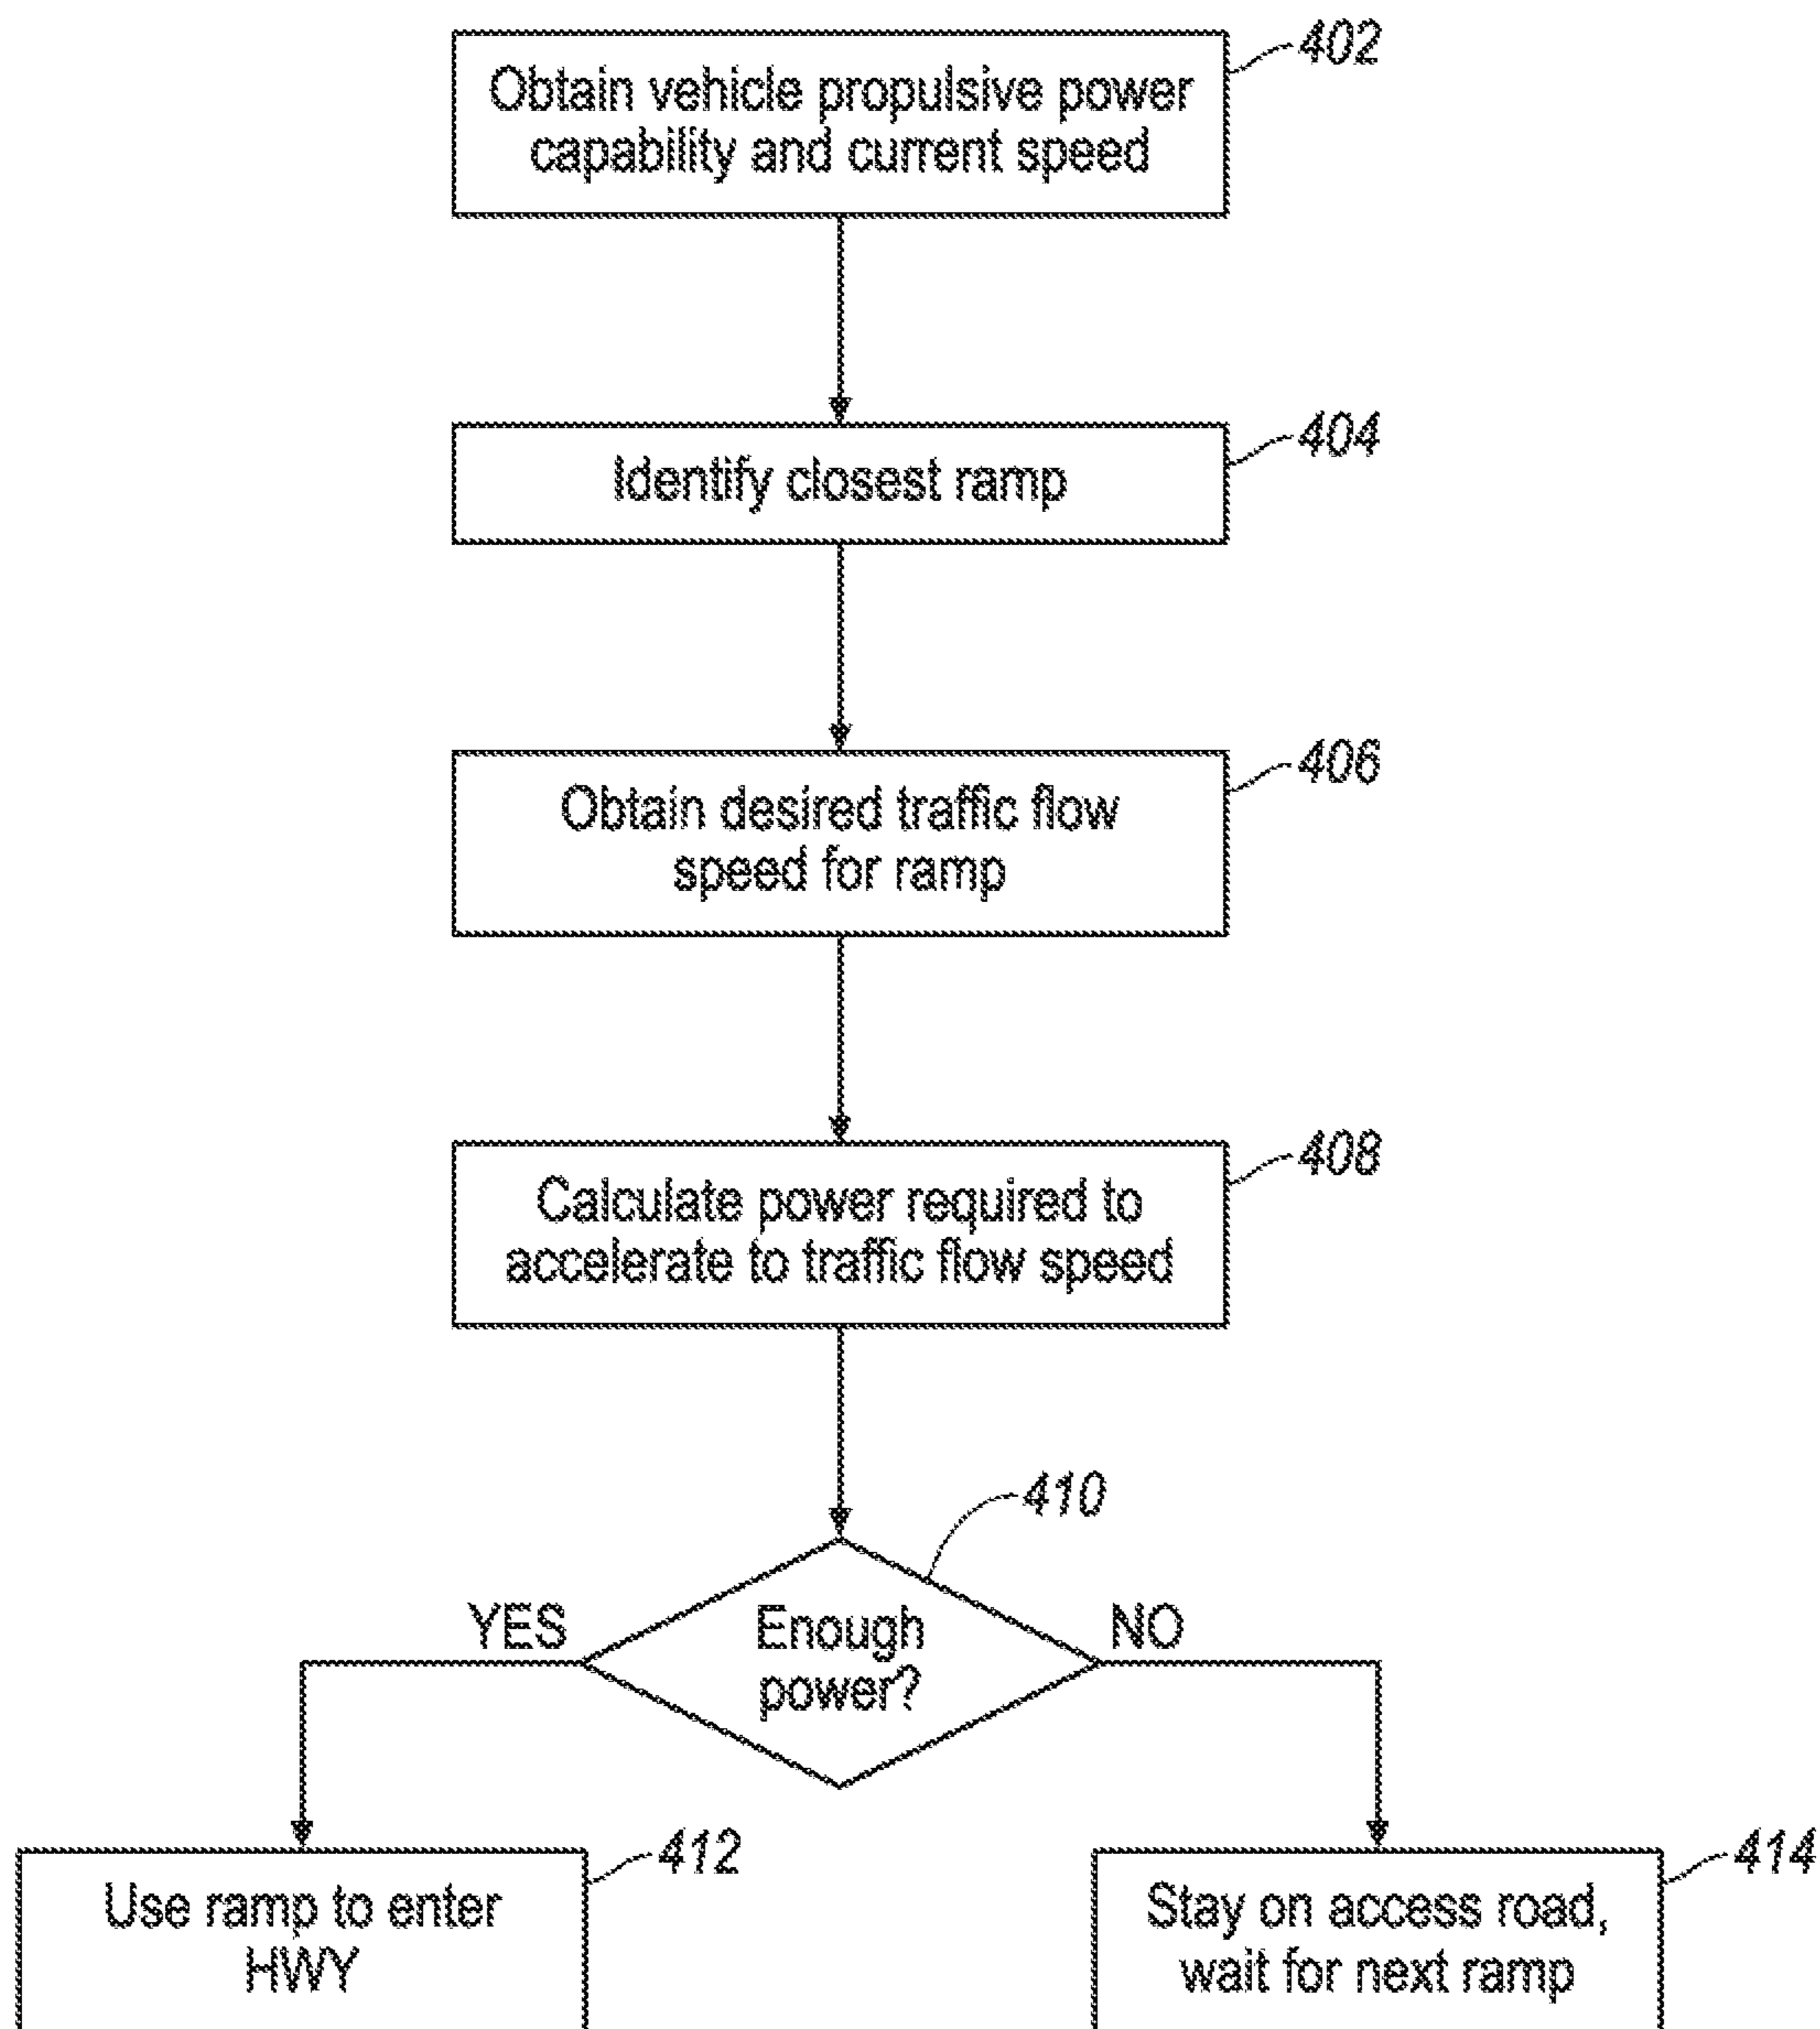 402
Obtain vehicle propulsive power
capability and current speed
404
Identify closest ramp
406
Obtain desired traffic flow
speed for ramp
408
Calculate power required to
accelerate to traffic flow speed
410
YES
Enough
power?
NO
412
Use ramp to enter
HWY
414
Stay on access road,
wait for next ramp